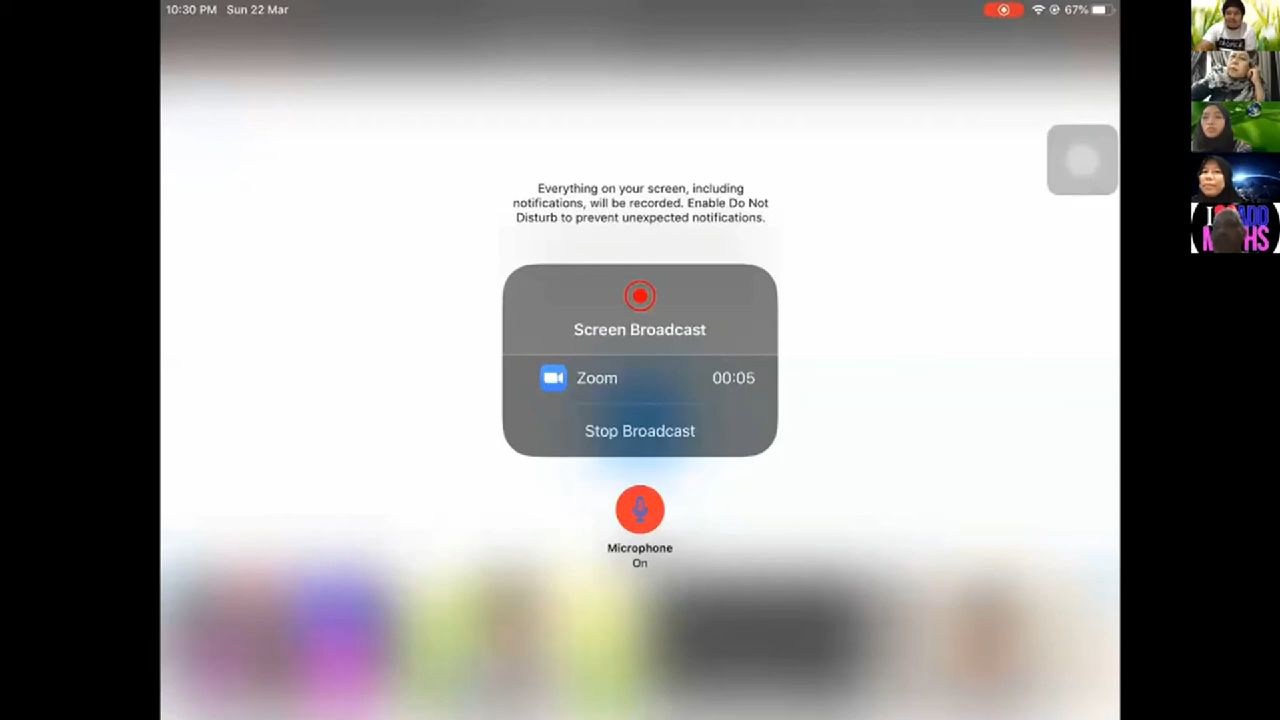 10:30 PM Sun 22 Mar
67%
Everything on your screen, including
notifications, will be recorded. Enable Do Not
Disturb to prevent unexpected notifications.
Screen Broadcast
Zoom 00:05
Stop Broadcast
Microphone
On